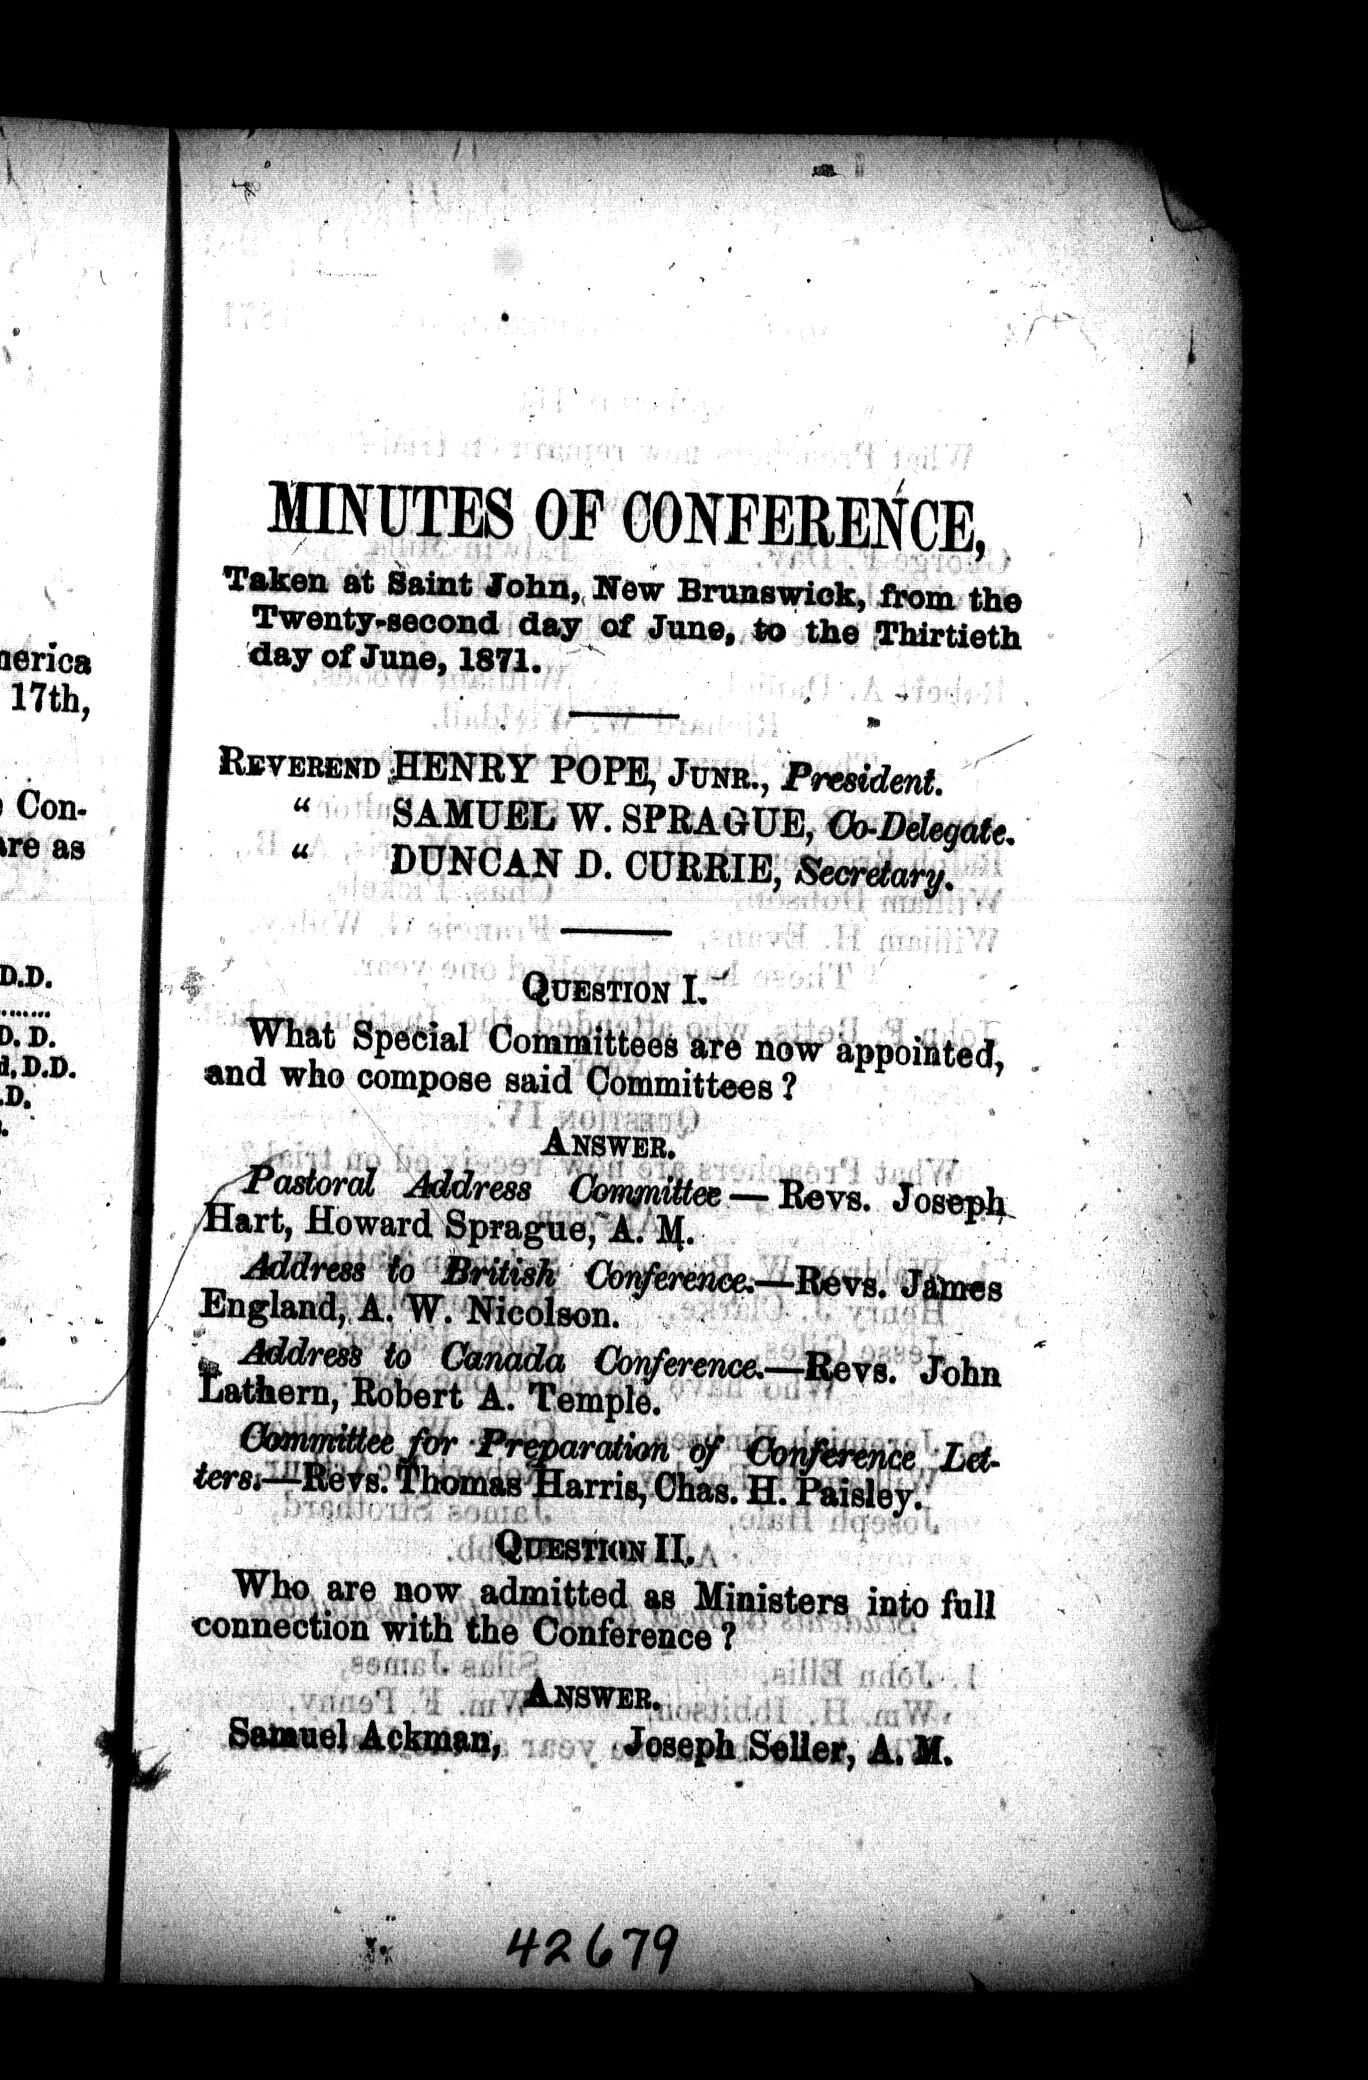 MINUTES OF CONFERENCE,
Taken at Saint John, New Brunswick, from the
Twenty-second day of June, to the Thirtieth
day of June, 1871.
REVEREND HENRY POPE, JUNR., President.
“ SAMUEL W. SPRAGUE, Co-Delegate.
“ DUNCAN D. CURRIE, Secretary.
QUESTION I.
What Special Committees are now appointed,
and who compose said Committees ?
ANSWER.
Pastoral Address Committee — Revs. Joseph
Hart, Howard Sprague, A. M.
Address to British Conference.—Revs. James
England, A. W. Nicolson.
Address to Canada Conference.—Revs. John
Lathern, Robert A. Temple.
Committee for Preparation of Conference Let-
ters.—Revs. Thomas Harris, Chas. H. Paisley.
QUESTION II.
Who are now admitted as Ministers into full
connection with the Conference ?
ANSWER.
Samuel Ackman, Joseph Seller, A. M.
42679
17th,
Con-
as
D.D.
D. D.
D.D.